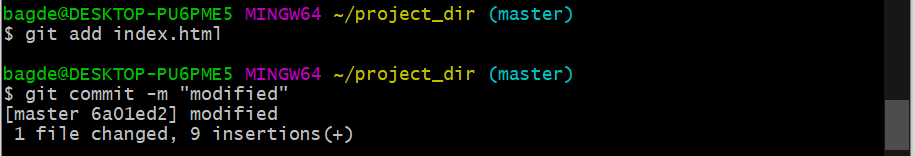 bagde@DESKTOP-PU6PME5 MINGW64 ~/project_dir (master)
$ git add index.html
bagde@DESKTOP-PU6PME5 MINGW64 ~/project_dir (master)
$ git commit -m "modified"
[master 6a01ed2] modified
 1 file changed, 9 insertions(+)